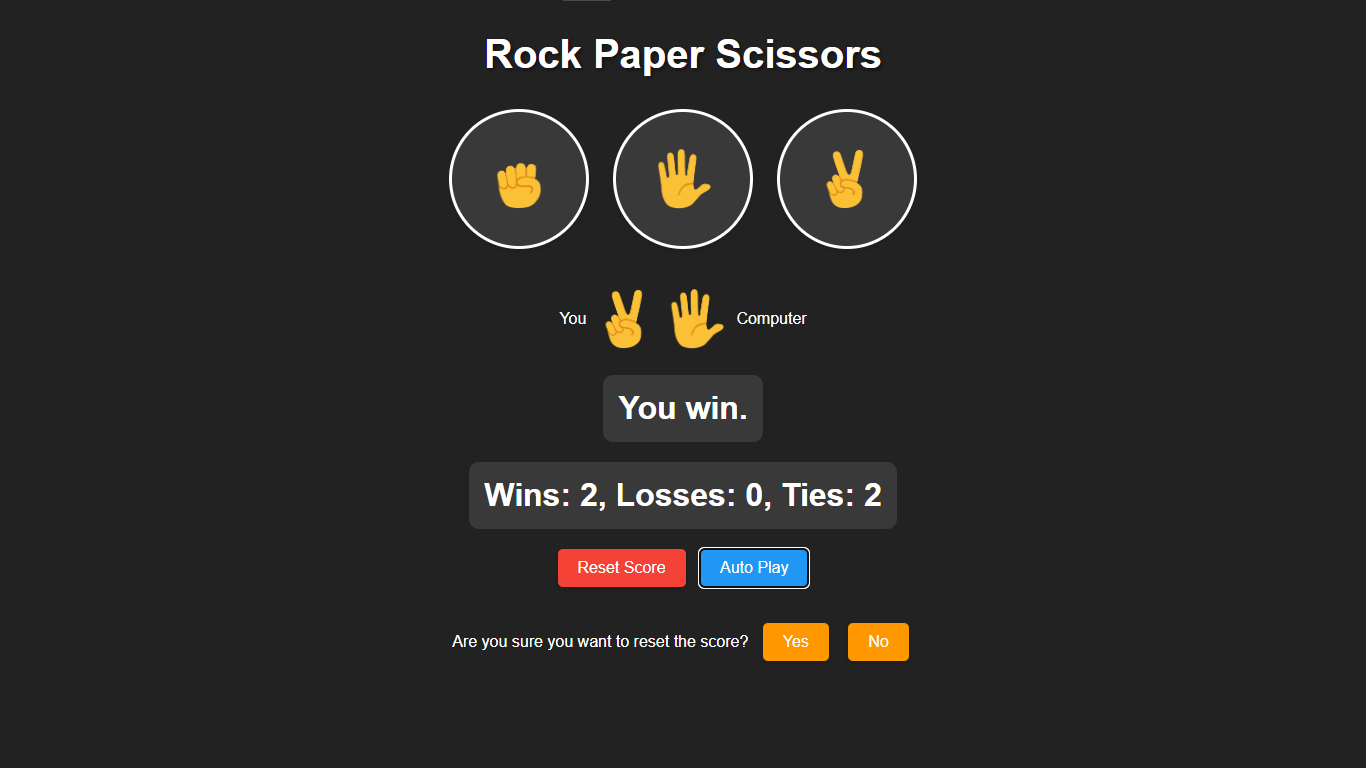 Rock Paper Scissors
You Computer
You win.
Wins: 2, Losses: 0, Ties: 2
Reset Score Auto Play
Are you sure you want to reset the score? Yes No